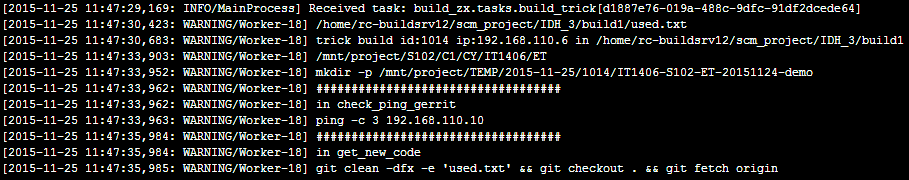 [2015-11-25 11:47:29,169: INFO/MainProcess] Received task: build_zx.tasks.build_trick[d1887e76-019a-488c-9dfc-91df2dcede64]
[2015-11-25 11:47:30,423: WARNING/Worker-18] /home/rc-buildsrv12/scm_project/IDH_3/build1/used.txt
[2015-11-25 11:47:30,683: WARNING/Worker-18] trick build id:1014 ip:192.168.110.6 in /home/rc-buildsrv12/scm_project/IDH_3/build1
[2015-11-25 11:47:33,903: WARNING/Worker-18] /mnt/project/S102/C1/CY/IT1406/ET
[2015-11-25 11:47:33,952: WARNING/Worker-18] mkdir -p /mnt/project/TEMP/2015-11-25/1014/IT1406-S102-ET-20151124-demo
[2015-11-25 11:47:33,962: WARNING/Worker-18] ###################################
[2015-11-25 11:47:33,962: WARNING/Worker-18] in check_ping_gerrit
[2015-11-25 11:47:33,963: WARNING/Worker-18] ping -c 3 192.168.110.10
[2015-11-25 11:47:35,984: WARNING/Worker-18] ###################################
[2015-11-25 11:47:35,984: WARNING/Worker-18] in get_new_code
[2015-11-25 11:47:35,985: WARNING/Worker-18] git clean -dfx -e 'used.txt' && git checkout . && git fetch origin